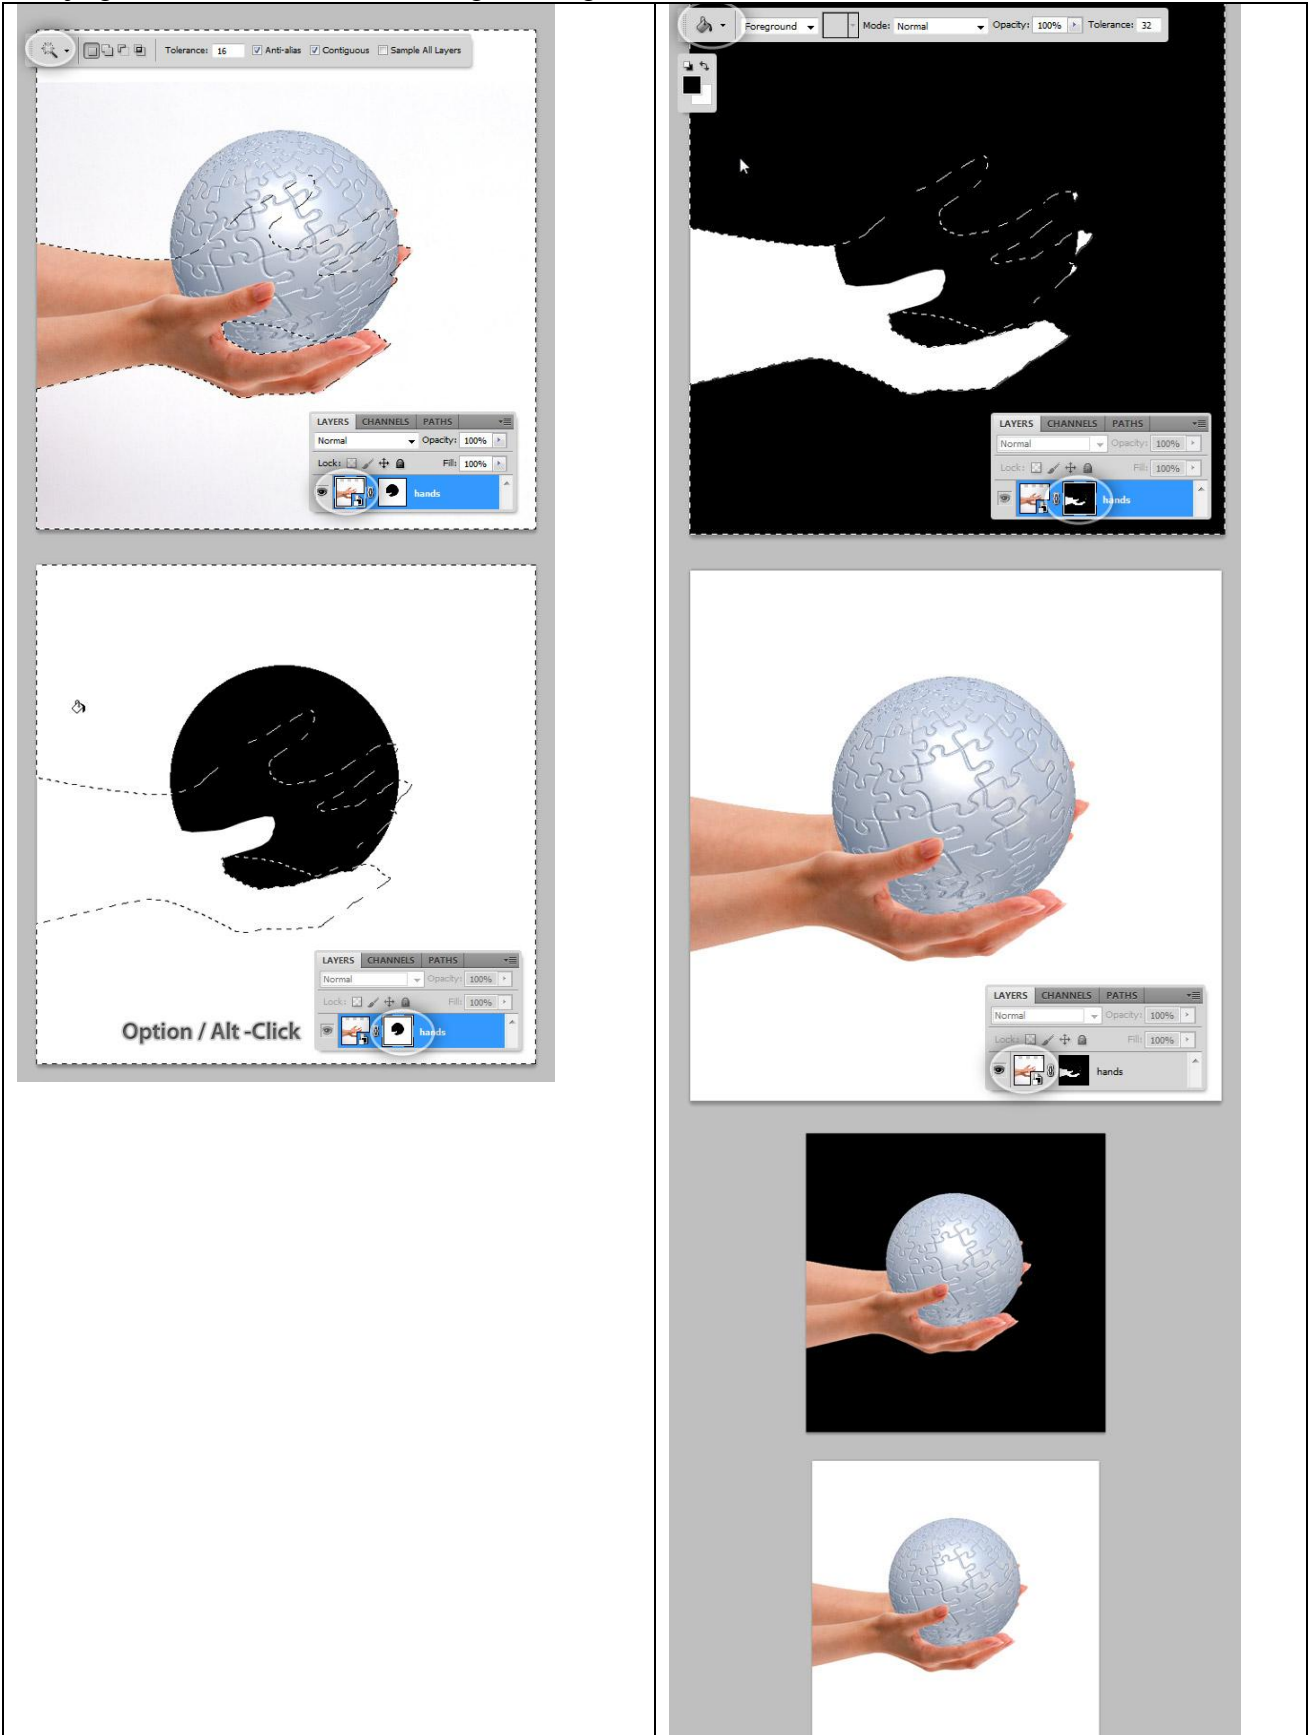 Tolerance: 16 Anti-alias Contiguous Sample All Layers
LAYERS CHANNELS PATHS
Normal Opacity: 100%
Lock: Fill: 100%
hands
Option / Alt -Click
LAYERS CHANNELS PATHS
Normal Opacity: 100%
Lock: Fill: 100%
hands
Foreground Mode: Normal Opacity: 100% Tolerance: 32
LAYERS CHANNELS PATHS
Normal Opacity: 100%
Lock: Fill: 100%
hands
LAYERS CHANNELS PATHS
Normal Opacity: 100%
Lock: Fill: 100%
hands